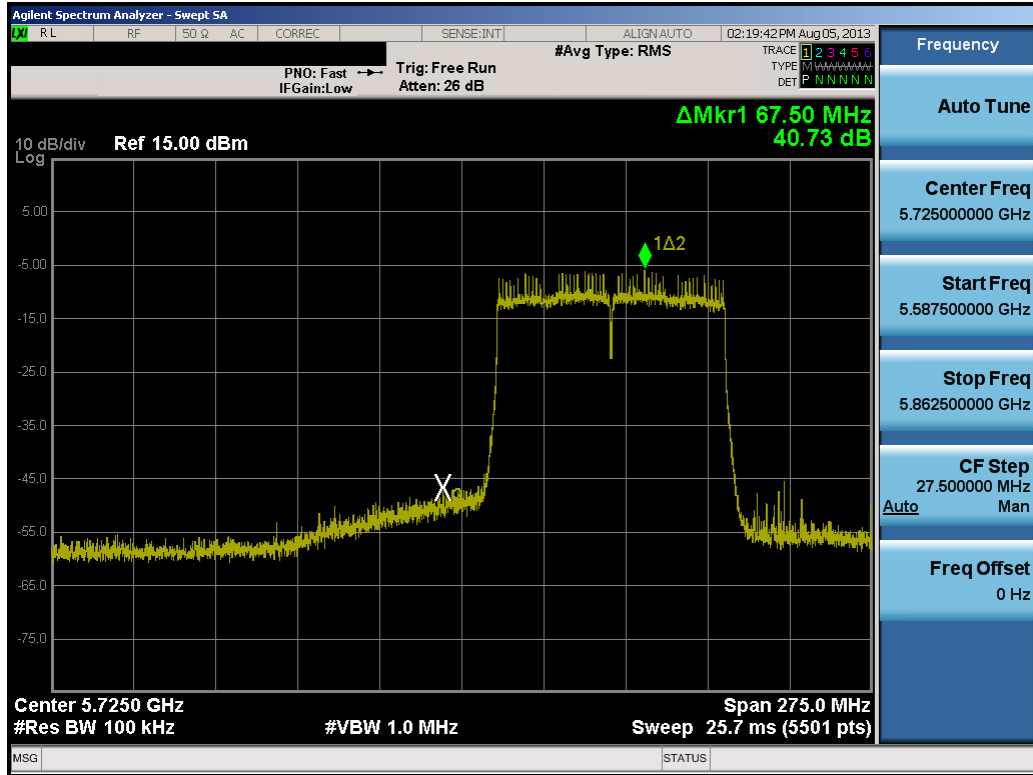 Agilent Spectrum Analyzer - Swept SA
LXI RL RF 50 Ω AC CORREC SENSE:INT ALIGN AUTO 02:19:42 PM Aug 05, 2013
PNO: Fast
IFGain:Low
Trig: Free Run
Atten: 26 dB
#Avg Type: RMS
TRACE 1 2 3 4 5 6
TYPE M WWWWW
DET P N N N N N
ΔMkr1 67.50 MHz
40.73 dB
10 dB/div Ref 15.00 dBm
Log
5.00
-5.00
-15.0
-25.0
-35.0
-45.0
-55.0
-65.0
-75.0
1Δ2
X
Center 5.7250 GHz Span 275.0 MHz
#Res BW 100 kHz #VBW 1.0 MHz Sweep 25.7 ms (5501 pts)
MSG STATUS
Frequency
Auto Tune
Center Freq
5.725000000 GHz
Start Freq
5.587500000 GHz
Stop Freq
5.862500000 GHz
CF Step
27.500000 MHz
Auto Man
Freq Offset
0 Hz